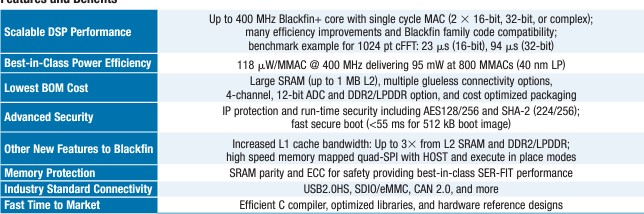 Features and Benefits
Scalable DSP Performance
Up to 400 MHz Blackfin+ core with single cycle MAC (2 × 16-bit, 32-bit, or complex);
many efficiency improvements and Blackfin family code compatibility;
benchmark example for 1024 pt cFFT: 23 μs (16-bit), 94 μs (32-bit)
Best-in-Class Power Efficiency
118 μW/MMAC @ 400 MHz delivering 95 mW at 800 MMACs (40 nm LP)
Lowest BOM Cost
Large SRAM (up to 1 MB L2), multiple glueless connectivity options,
4-channel, 12-bit ADC and DDR2/LPDDR option, and cost optimized packaging
Advanced Security
IP protection and run-time security including AES128/256 and SHA-2 (224/256);
fast secure boot (<55 ms for 512 kB boot image)
Other New Features to Blackfin
Increased L1 cache bandwidth: Up to 3× from L2 SRAM and DDR2/LPDDR;
high speed memory mapped quad-SPI with HOST and execute in place modes
Memory Protection
SRAM parity and ECC for safety providing best-in-class SER-FIT performance
Industry Standard Connectivity
USB2.0HS, SDIO/eMMC, CAN 2.0, and more
Fast Time to Market
Efficient C compiler, optimized libraries, and hardware reference designs